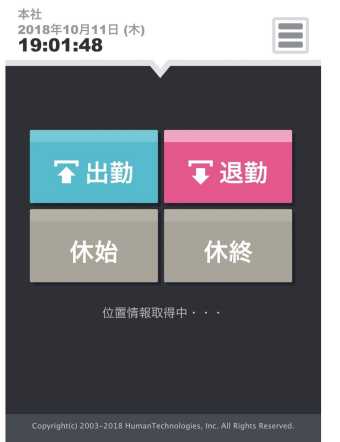 本社
2018年10月11日 (木)
19:01:48
出勤 退勤
休始 休終
位置情報取得中・・・
Copyright(c) 2003-2018 HumanTechnologies, Inc. All Rights Reserved.